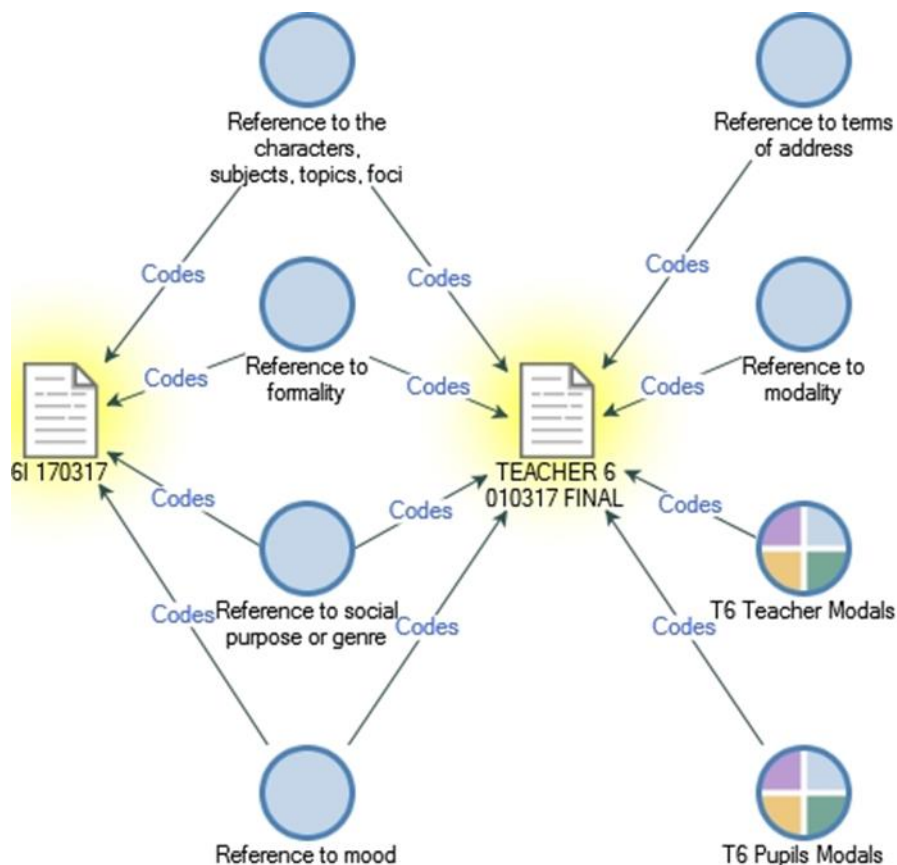 Reference to the
characters,
subjects, topics, foci
Reference to terms
of address
Codes
Codes
Codes
Reference to
formality
Reference to
modality
Codes
Codes
Codes
6I 170317
TEACHER 6
010317 FINAL
Codes
Codes
Codes
Reference to social
purpose or genre
T6 Teacher Modals
Codes
Codes
Codes
Reference to mood
T6 Pupils Modals